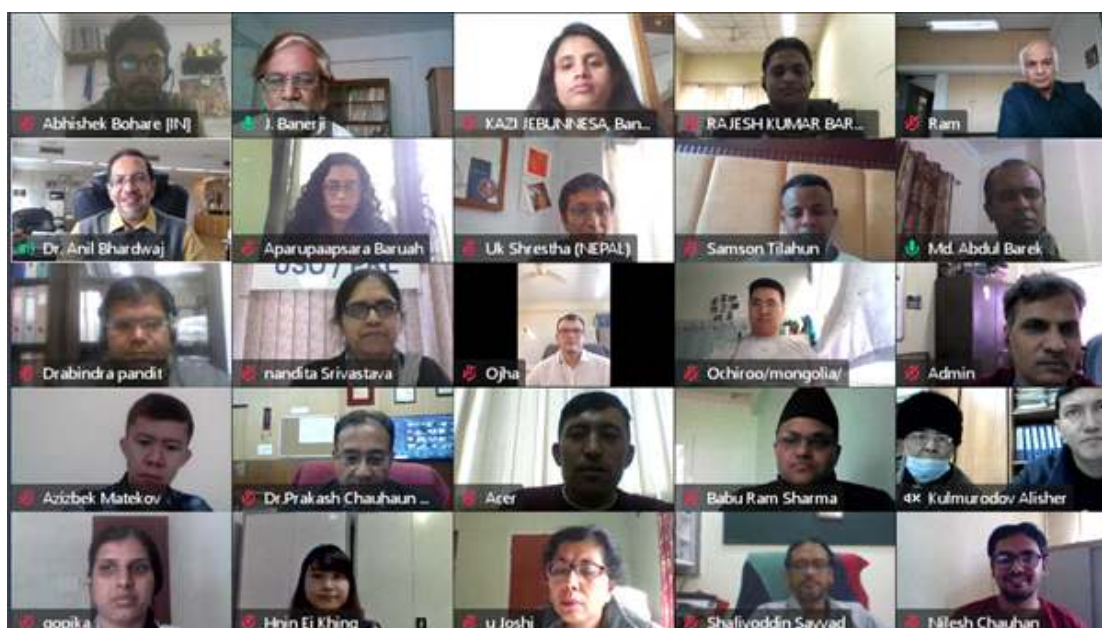 Abhishek Bohare [IN]
J. Banerji
KAZI JEBUNNESA, Ban...
RAJESH KUMAR BAR...
Ram
Dr. Anil Bhardwaj
Aparupaapsara Baruah
Uk Shrestha (NEPAL)
Samson Tilahun
Md. Abdul Barek
Drabindra pandit
nandita Srivastava
Ojha
Ochiroo/mongolia/
Admin
Azizbek Matekov
Dr.Prakash Chauhaun ...
Acer
Babu Ram Sharma
Kulmurodov Alisher
gopika
Hnin Ei Khing
u Joshi
Shafiyoddin Sayyad
Nilesh Chauhan